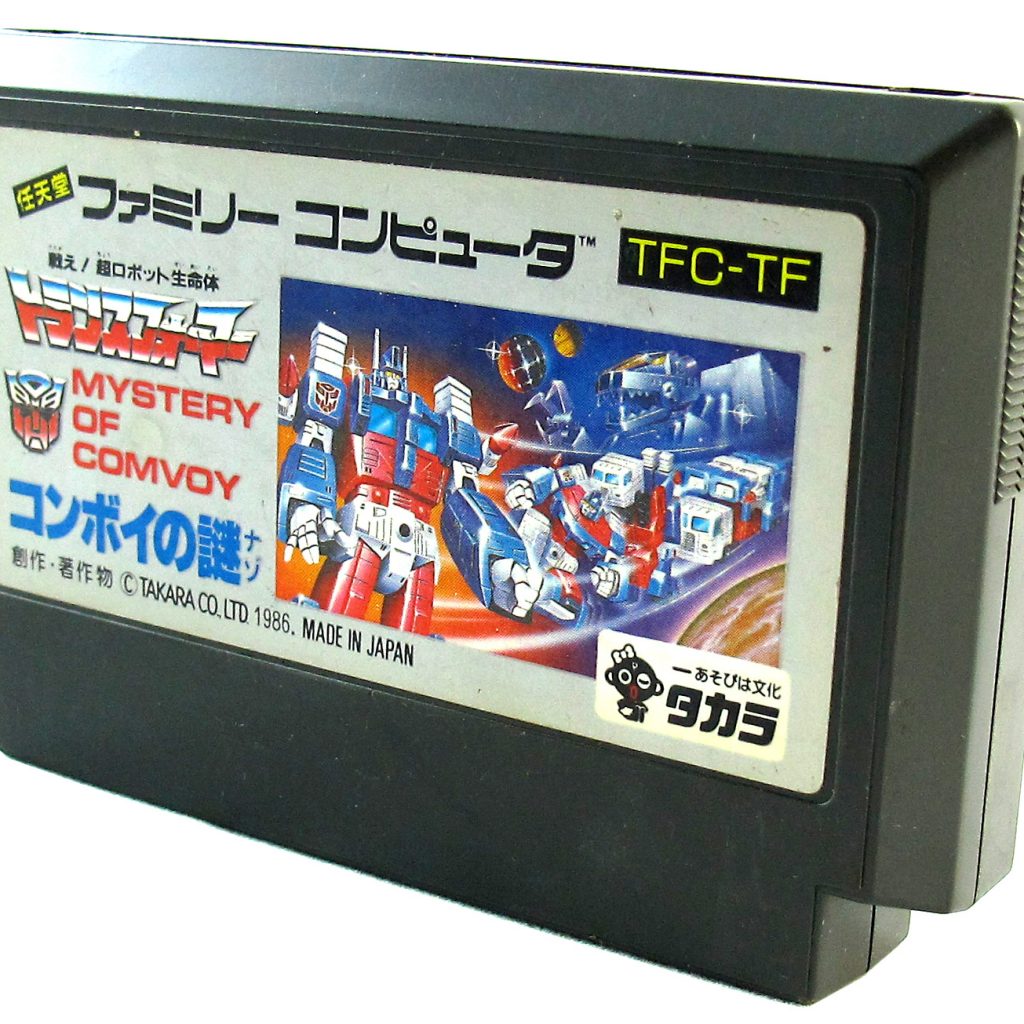 任天堂 ファミリー コンピュータ™ TFC-TF
戦え!超ロボット生命体
トランスフォーマー
MYSTERY
OF
COMVOY
コンボイの謎
ナゾ
創作・著作物 © TAKARA CO., LTD. 1986. MADE IN JAPAN
一あそびは文化
タカラ